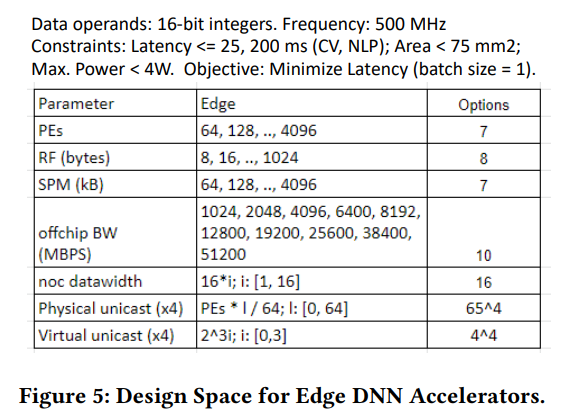 Data operands: 16-bit integers. Frequency: 500 MHz
Constraints: Latency <= 25, 200 ms (CV, NLP); Area < 75 mm2;
Max. Power < 4W. Objective: Minimize Latency (batch size = 1).
Parameter Edge Options
PEs 64, 128, .., 4096 7
RF (bytes) 8, 16, .., 1024 8
SPM (kB) 64, 128, .., 4096 7
offchip BW (MBPS) 1024, 2048, 4096, 6400, 8192, 12800, 19200, 25600, 38400, 51200 10
noc datawidth 16*i; i: [1, 16] 16
Physical unicast (x4) PEs * l / 64; l: [0, 64] 65^4
Virtual unicast (x4) 2^3i; i: [0,3] 4^4
Figure 5: Design Space for Edge DNN Accelerators.